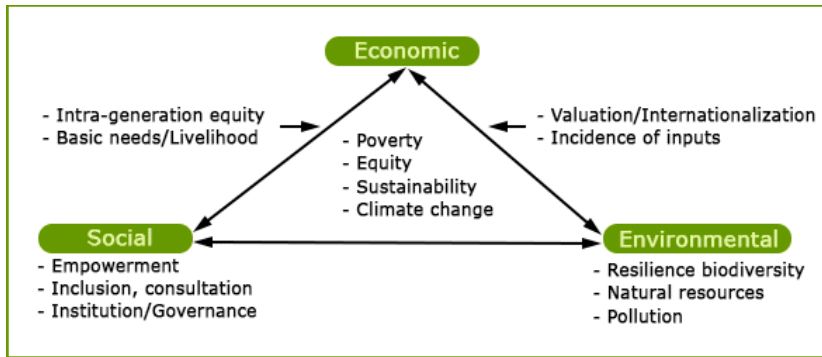 Economic
- Intra-generation equity
- Basic needs/Livelihood
- Valuation/Internationalization
- Incidence of inputs
- Poverty
- Equity
- Sustainability
- Climate change
Social
- Empowerment
- Inclusion, consultation
- Institution/Governance
Environmental
- Resilience biodiversity
- Natural resources
- Pollution